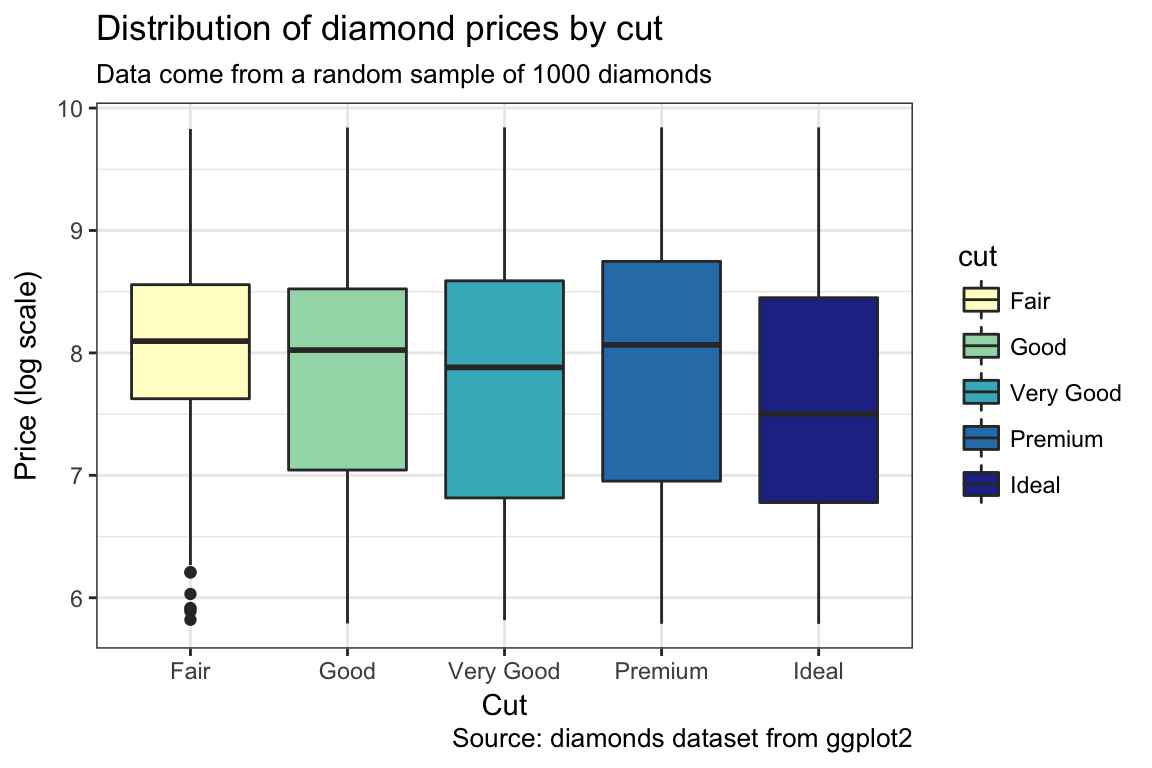 Distribution of diamond prices by cut
Data come from a random sample of 1000 diamonds
Price (log scale)
10
9
8
7
6
Fair
Good
Very Good
Premium
Ideal
Cut
Source: diamonds dataset from ggplot2
cut
Fair
Good
Very Good
Premium
Ideal